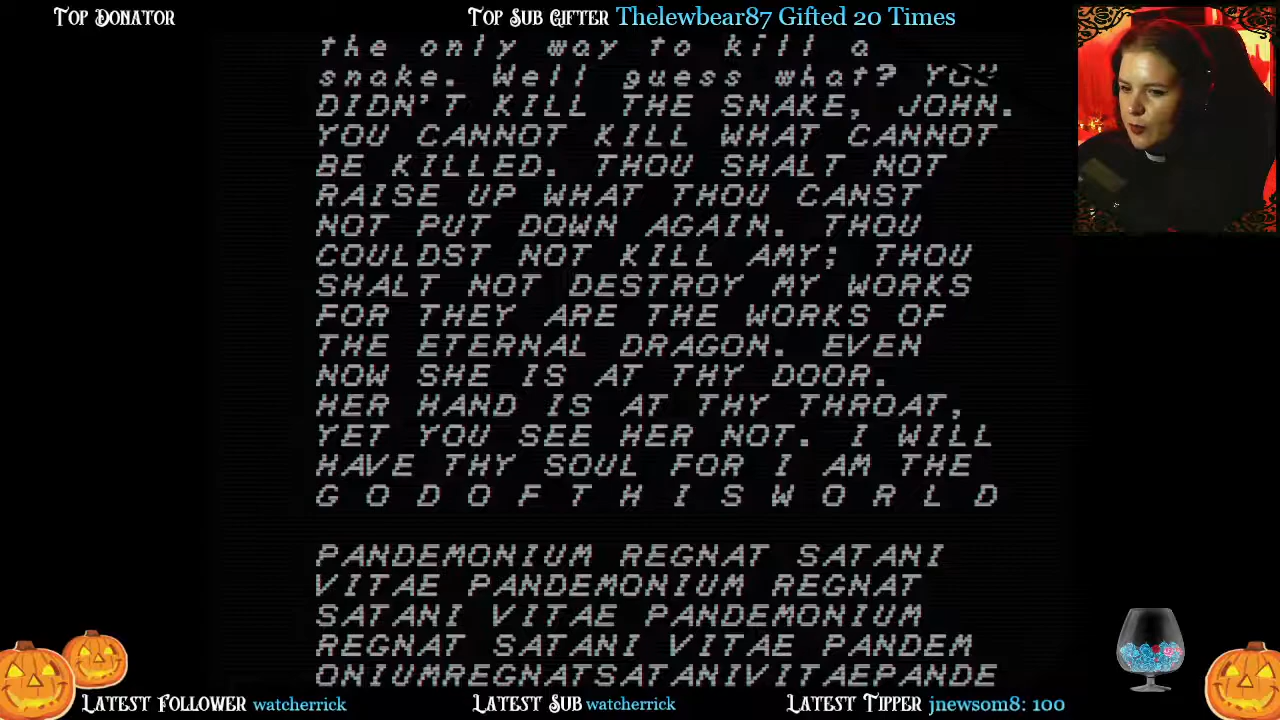 Top Donator
Top Sub Gifter Thelewbear87 Gifted 20 Times
the only way to kill a
snake. Well guess what? YOU
DIDN'T KILL THE SNAKE, JOHN.
YOU CANNOT KILL WHAT CANNOT
BE KILLED. THOU SHALT NOT
RAISE UP WHAT THOU CANST
NOT PUT DOWN AGAIN. THOU
COULDST NOT KILL AMY; THOU
SHALT NOT DESTROY MY WORKS
FOR THEY ARE THE WORKS OF
THE ETERNAL DRAGON. EVEN
NOW SHE IS AT THY DOOR.
HER HAND IS AT THY THROAT,
YET YOU SEE HER NOT. I WILL
HAVE THY SOUL FOR I AM THE
G O D O F T H I S W O R L D
PANDEMONIUM REGNAT SATANI
VITAE PANDEMONIUM REGNAT
SATANI VITAE PANDEMONIUM
REGNAT SATANI VITAE PANDEM
ONIUMREGNATSATANIVITAEPANDE
Latest Follower watcherrick
Latest Sub watcherrick
Latest Tipper jnewsom8: 100